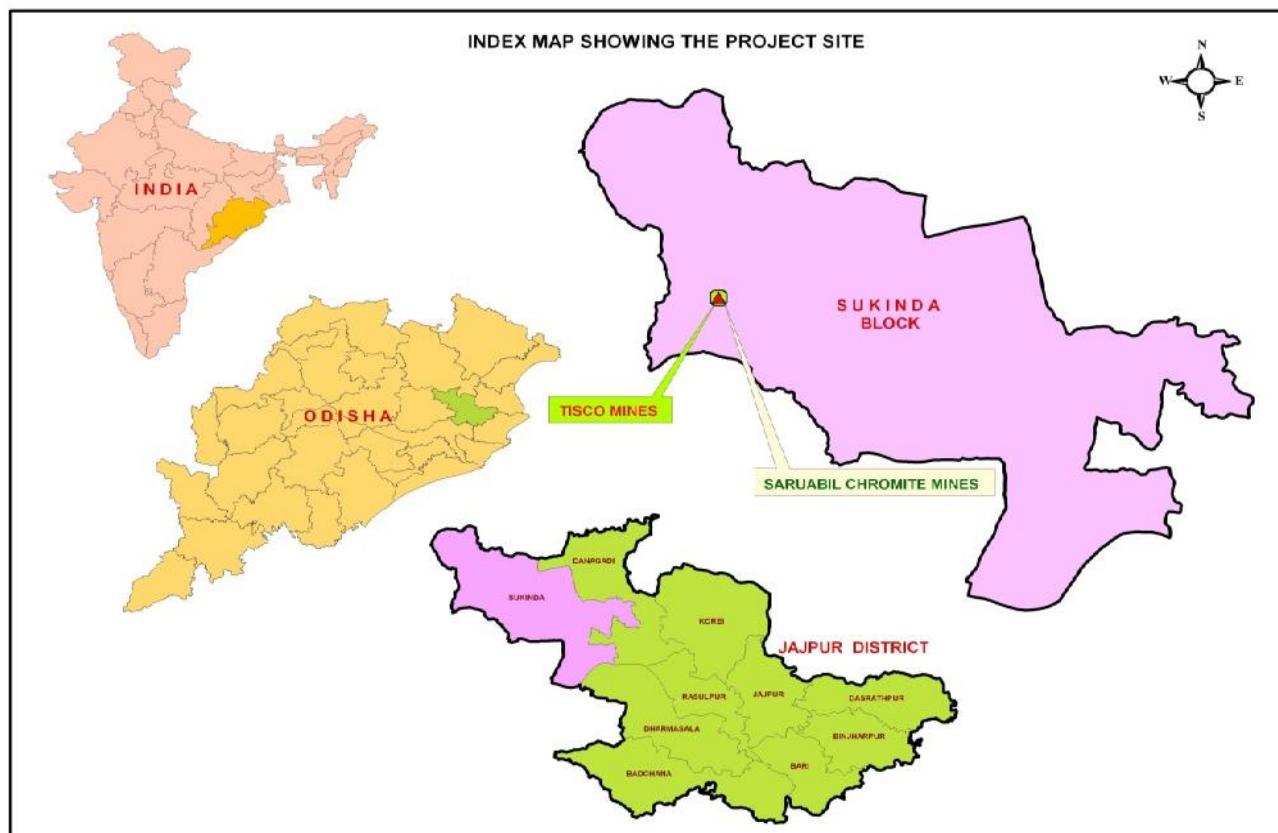 INDEX MAP SHOWING THE PROJECT SITE
N
W E
S
INDIA
SUKINDA
BLOCK
TISCO MINES
ODISHA
SARUABIL CHROMITE MINES
DANAGADI
SUKINDA
KOREI
JAJPUR DISTRICT
RASULPUR
JAJPUR
DASRATHPUR
DHARMASALA
BINJHARPUR
BARI
BADCHANA